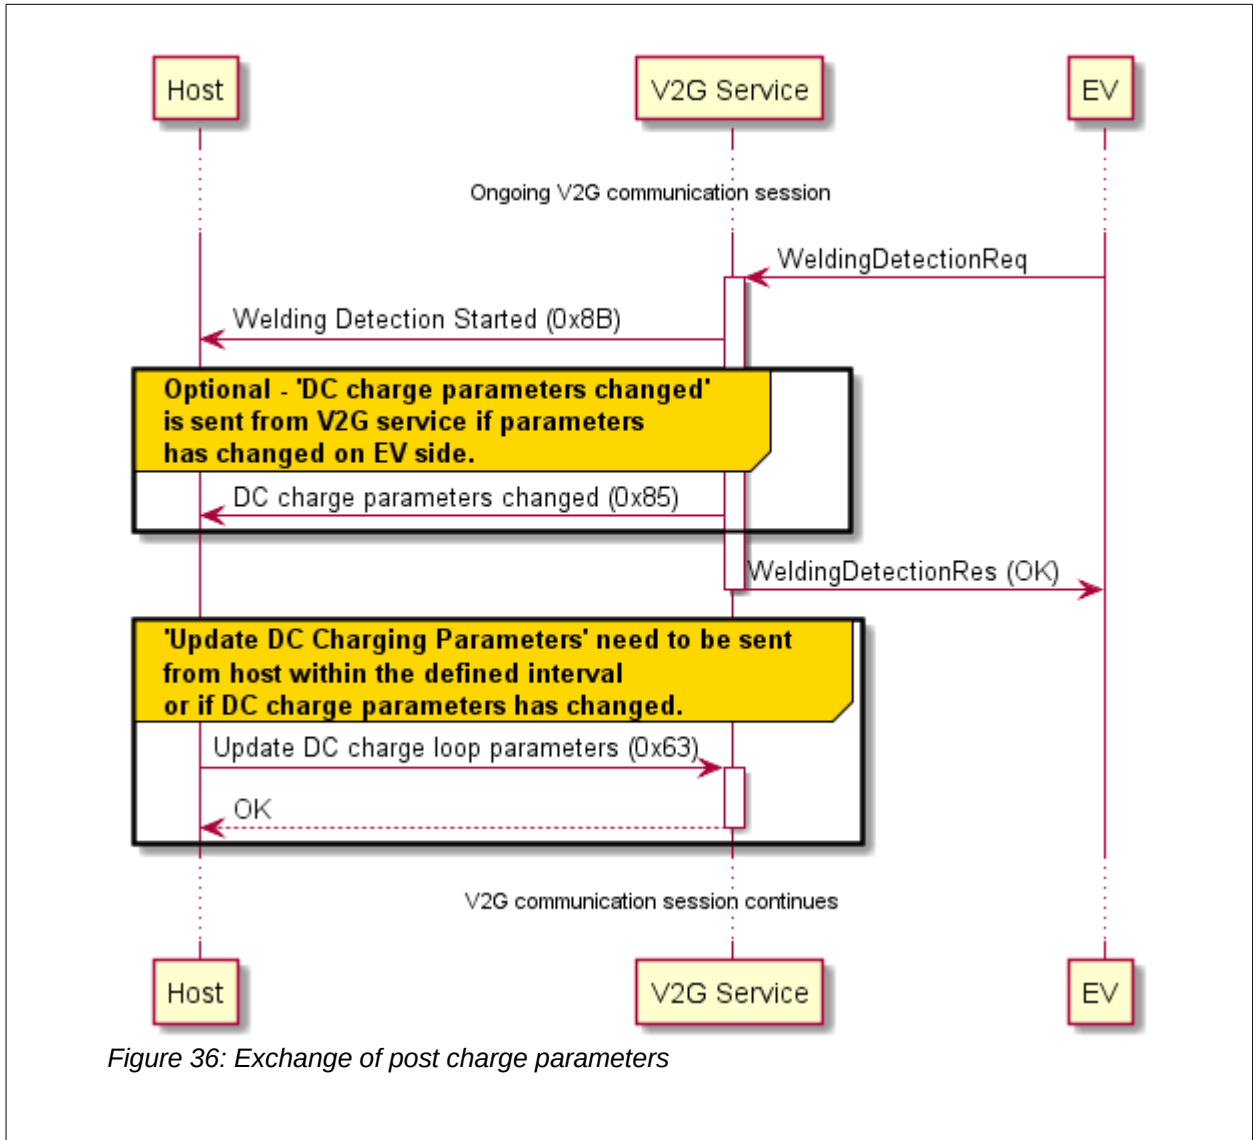 Host
V2G Service
EV
Ongoing V2G communication session
WeldingDetectionReq
Welding Detection Started (0x8B)
Optional - 'DC charge parameters changed'
is sent from V2G service if parameters
has changed on EV side.
DC charge parameters changed (0x85)
WeldingDetectionRes (OK)
'Update DC Charging Parameters' need to be sent
from host within the defined interval
or if DC charge parameters has changed.
Update DC charge loop parameters (0x63)
OK
V2G communication session continues
Host
V2G Service
EV
Figure 36: Exchange of post charge parameters